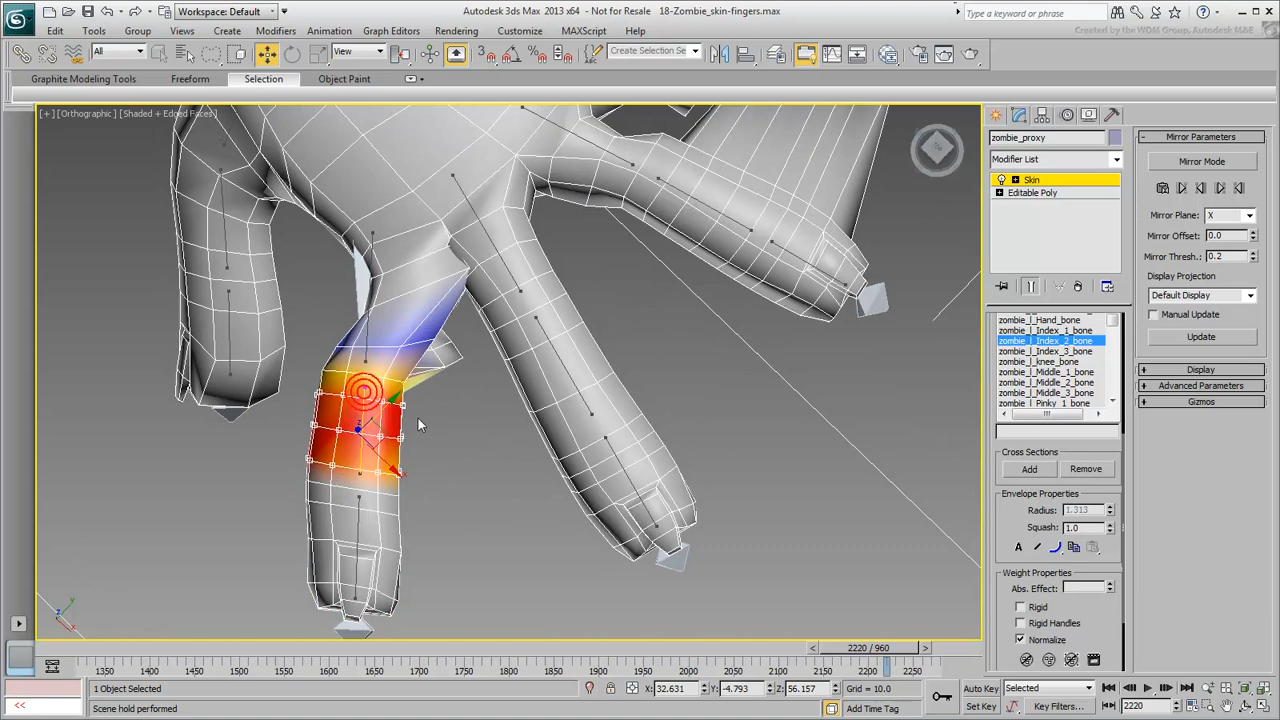 Workspace: Default
Autodesk 3ds Max 2013 x64 - Not for Resale 18-Zombie_skin-fingers.max
Type a keyword or phrase
Created by the WDM Group, Autodesk M&E
Edit Tools Group Views Create Modifiers Animation Graph Editors Rendering Customize MAXScript Help
All View Create Selection Se
Graphite Modeling Tools Freeform Selection Object Paint
[+] [Orthographic] [Shaded + Edged Faces]
zombie_proxy
Modifier List
Skin
Editable Poly
zombie_l_Hand_bone
zombie_l_Index_1_bone
zombie_l_Index_2_bone
zombie_l_Index_3_bone
zombie_l_knee_bone
zombie_l_Middle_1_bone
zombie_l_Middle_2_bone
zombie_l_Middle_3_bone
zombie_l_Pinky_1_bone
Cross Sections
Add Remove
Envelope Properties
Radius: 1.313
Squash: 1.0
Weight Properties
Abs. Effect:
Rigid
Rigid Handles
Normalize
Mirror Parameters
Mirror Mode
Mirror Plane: X
Mirror Offset: 0.0
Mirror Thresh.: 0.2
Display Projection
Default Display
Manual Update
Update
Display
Advanced Parameters
Gizmos
2220 / 960
1350 1400 1450 1500 1550 1600 1650 1700 1750 1800 1850 1900 1950 2000 2050 2100 2150 2200 2250
1 Object Selected X: 32.631 Y: -4.793 Z: 56.157 Grid = 10.0 Auto Key Selected
Scene hold performed Add Time Tag Set Key Key Filters... 2220